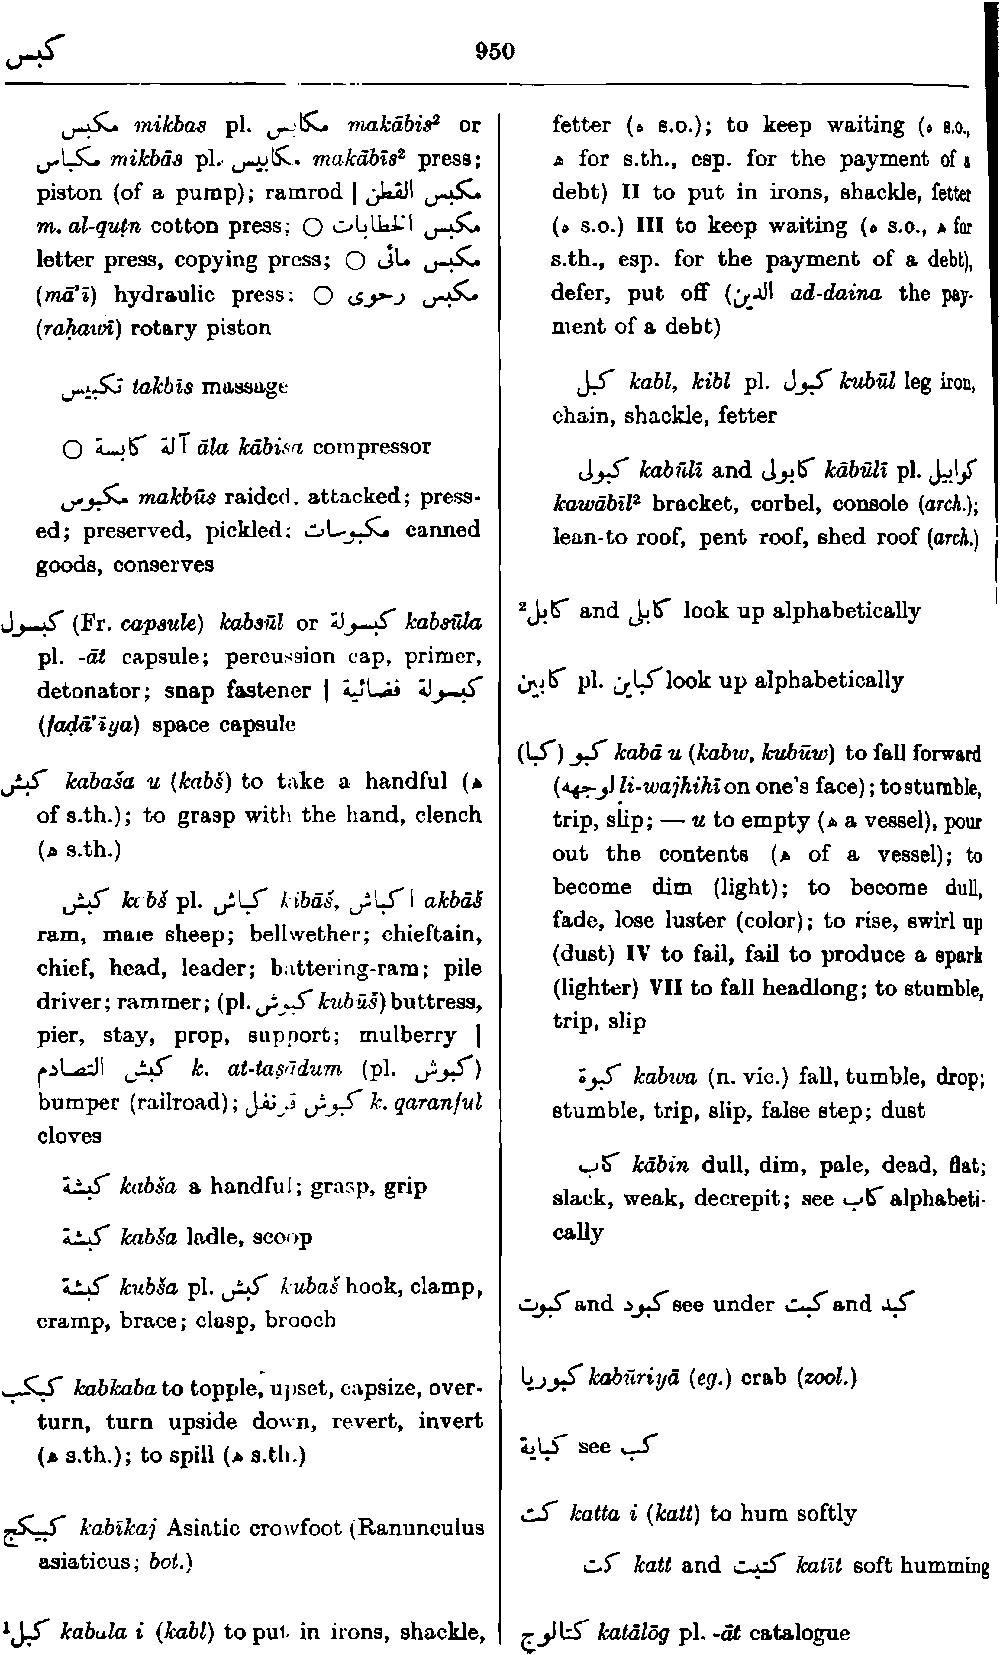 كبس
950
مكبس mikbas pl. مكابس makābis² or
مكباس mikbās pl. مكابيس makābīs² press;
piston (of a pump); ramrod | مكبس القطن
m. al-quṭn cotton press; ○ مكبس الخطابات
letter press, copying press; ○ مكبس مائى
(mā’ī) hydraulic press; ○ مكبس رحوى
(raḥawī) rotary piston
تكبيس takbīs massage
○ آلة كابسة āla kābisa compressor
مكبوس makbūs raided, attacked; press-
ed; preserved, pickled; مكبوسات canned
goods, conserves
كبسول (Fr. capsule) kabsūl or كبسولة kabsūla
pl. -āt capsule; percussion cap, primer,
detonator; snap fastener | كبسولة فضائية
(faḍā’īya) space capsule
كبش kabaša u (kabš) to take a handful (ه
of s.th.); to grasp with the hand, clench
(ه s.th.)
كبش kabš pl. كباش kibāš, اكباش akbāš
ram, male sheep; bellwether; chieftain,
chief, head, leader; battering-ram; pile
driver; rammer; (pl. كبوش kubūš) buttress,
pier, stay, prop, support; mulberry |
كبش التصادم k. at-taṣādum (pl. كبوش)
bumper (railroad); كبوش قرنفل k. qaranful
cloves
كبشة kabša a handful; grasp, grip
كبشة kabša ladle, scoop
كبشة kubša pl. كبش kubaš hook, clamp,
cramp, brace; clasp, brooch
كبكب kabkaba to topple, upset, capsize, over-
turn, turn upside down, revert, invert
(ه s.th.); to spill (ه s.th.)
كبيكج kabīkaj Asiatic crowfoot (Ranunculus
asiaticus; bot.)
¹كبل kabala i (kabl) to put in irons, shackle,
fetter (ه s.o.); to keep waiting (ه s.o.,
ه for s.th., esp. for the payment of a
debt) II to put in irons, shackle, fetter
(ه s.o.) III to keep waiting (ه s.o., ه for
s.th., esp. for the payment of a debt),
defer, put off (الدين ad-daina the pay-
ment of a debt)
كبل kabl, kibl pl. كبول kubūl leg iron,
chain, shackle, fetter
كبولى kabūlī and كابولى kābūlī pl. كوابيل
kawābīl² bracket, corbel, console (arch.);
lean-to roof, pent roof, shed roof (arch.)
²كابل and كابلى look up alphabetically
كابين pl. كباين look up alphabetically
(كبا) كبو kabā u (kabw, kubūw) to fall forward
(لوجهه li-wajhihī on one's face); to stumble,
trip, slip; — u to empty (ه a vessel), pour
out the contents (ه of a vessel); to
become dim (light); to become dull,
fade, lose luster (color); to rise, swirl up
(dust) IV to fail, fail to produce a spark
(lighter) VII to fall headlong; to stumble,
trip, slip
كبوة kabwa (n. vic.) fall, tumble, drop;
stumble, trip, slip, false step; dust
كاب kābin dull, dim, pale, dead, flat;
slack, weak, decrepit; see كاب alphabeti-
cally
كبوت and كبود see under كبت and كبد
كبوريا kabūriyā (eg.) crab (zool.)
كباية see كب
كت katta i (katt) to hum softly
كت katt and كتيت katīt soft humming
كتالوج katālōg pl. -āt catalogue